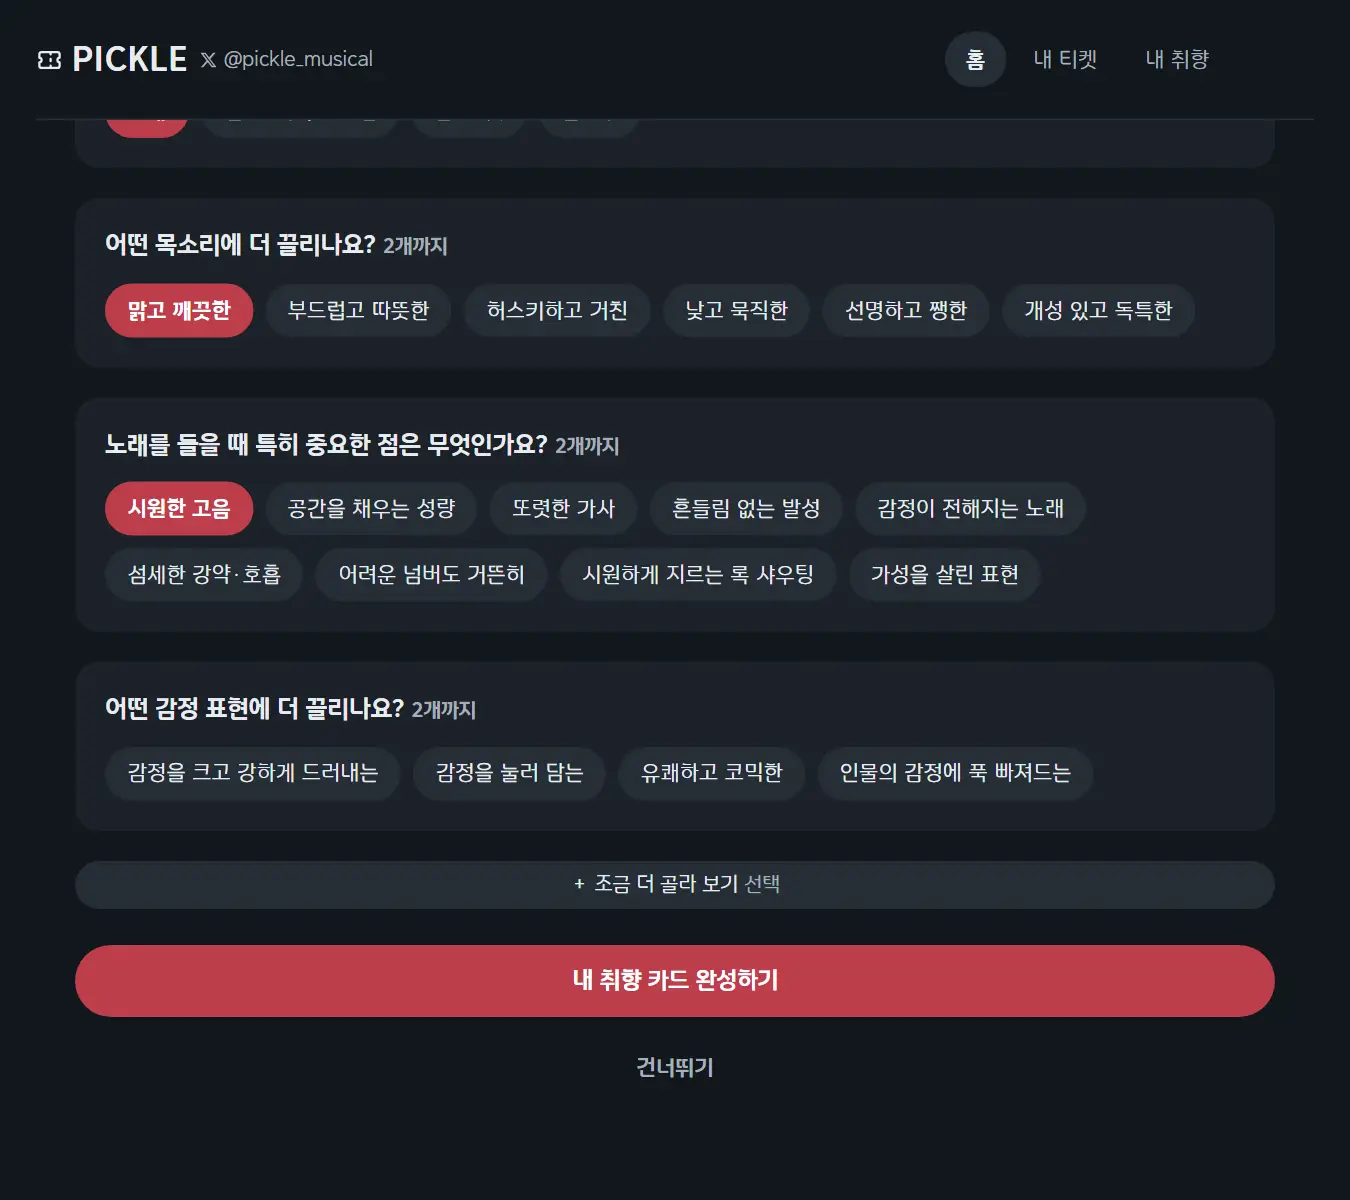 PICKLE @pickle_musical 홈 내 티켓 내 취향
어떤 목소리에 더 끌리나요? 2개까지
맑고 깨끗한 부드럽고 따뜻한 허스키하고 거친 낮고 묵직한 선명하고 쨍한 개성 있고 독특한
노래를 들을 때 특히 중요한 점은 무엇인가요? 2개까지
시원한 고음 공간을 채우는 성량 또렷한 가사 흔들림 없는 발성 감정이 전해지는 노래
섬세한 강약·호흡 어려운 넘버도 거뜬히 시원하게 지르는 록 샤우팅 가성을 살린 표현
어떤 감정 표현에 더 끌리나요? 2개까지
감정을 크고 강하게 드러내는 감정을 눌러 담는 유쾌하고 코믹한 인물의 감정에 푹 빠져드는
+ 조금 더 골라 보기 선택
내 취향 카드 완성하기
건너뛰기